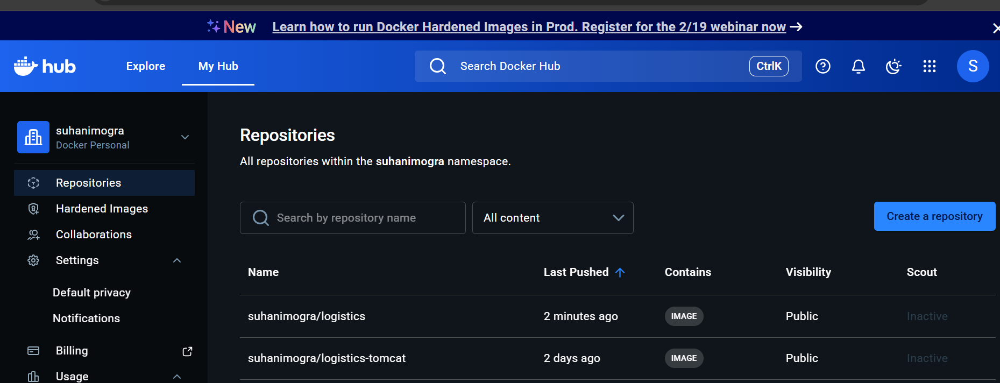 New Learn how to run Docker Hardened Images in Prod. Register for the 2/19 webinar now →
hub
Explore
My Hub
Search Docker Hub
CtrlK
S
suhanimogra
Docker Personal
Repositories
Hardened Images
Collaborations
Settings
Default privacy
Notifications
Billing
Usage
Repositories
All repositories within the suhanimogra namespace.
Search by repository name
All content
Create a repository
Name Last Pushed Contains Visibility Scout
suhanimogra/logistics 2 minutes ago IMAGE Public Inactive
suhanimogra/logistics-tomcat 2 days ago IMAGE Public Inactive